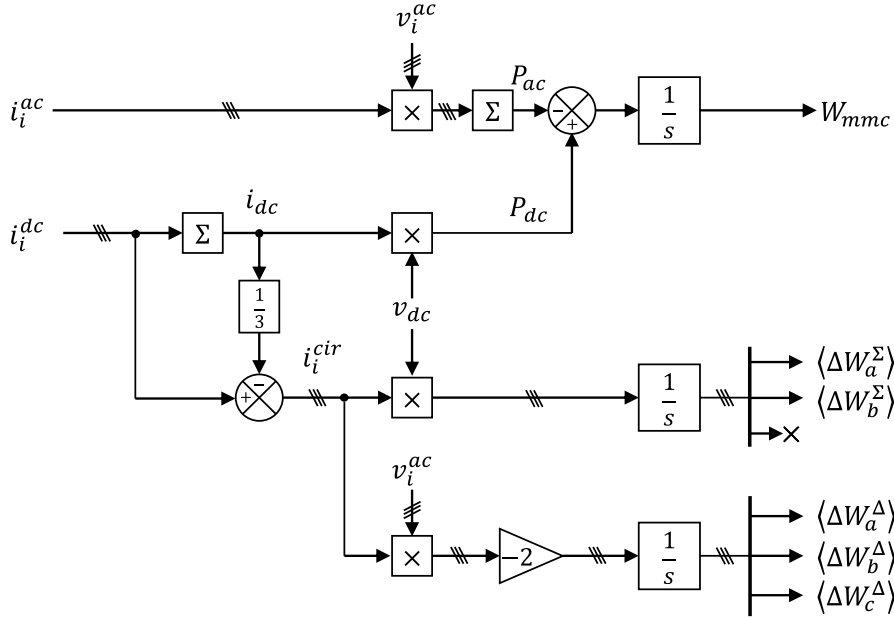 v_i^{ac}
i_i^{ac} × Σ P_{ac} - + 1/s W_{mmc}
i_i^{dc} Σ i_{dc} × P_{dc}
1/3
v_{dc}
i_i^{cir}
+ - × 1/s ⟨ΔW_a^Σ⟩
⟨ΔW_b^Σ⟩
×
v_i^{ac}
× −2 1/s ⟨ΔW_a^Δ⟩
⟨ΔW_b^Δ⟩
⟨ΔW_c^Δ⟩